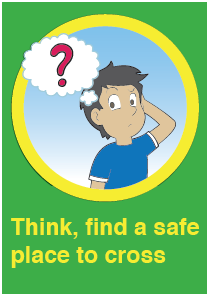 ?
Think, find a safe
place to cross